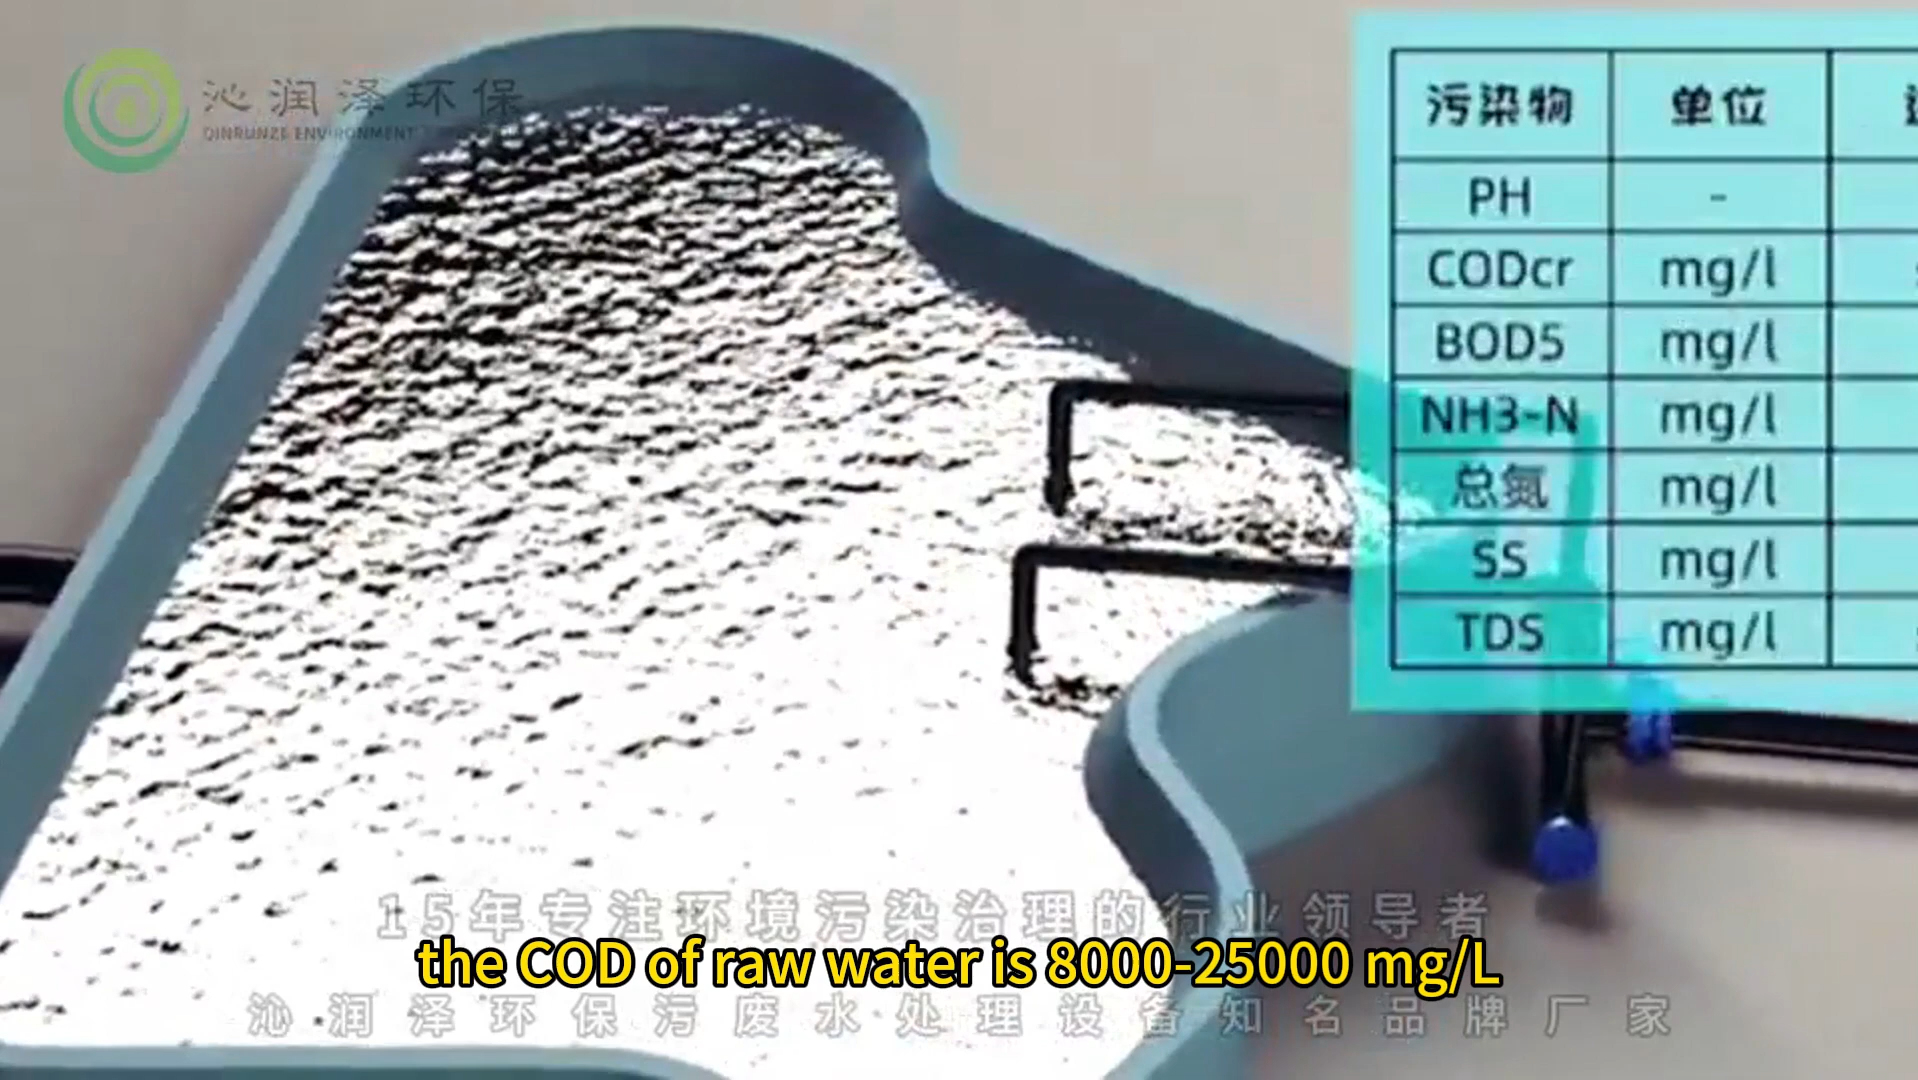 沁润泽环保
QINRUNZE ENVIRONMENT
污染物 单位
PH -
CODcr mg/l
BOD5 mg/l
NH3-N mg/l
总氮 mg/l
SS mg/l
TDS mg/l
15年专注环境污染治理的行业领导者
the COD of raw water is 8000-25000 mg/L
沁润泽环保污废水处理设备知名品牌厂家